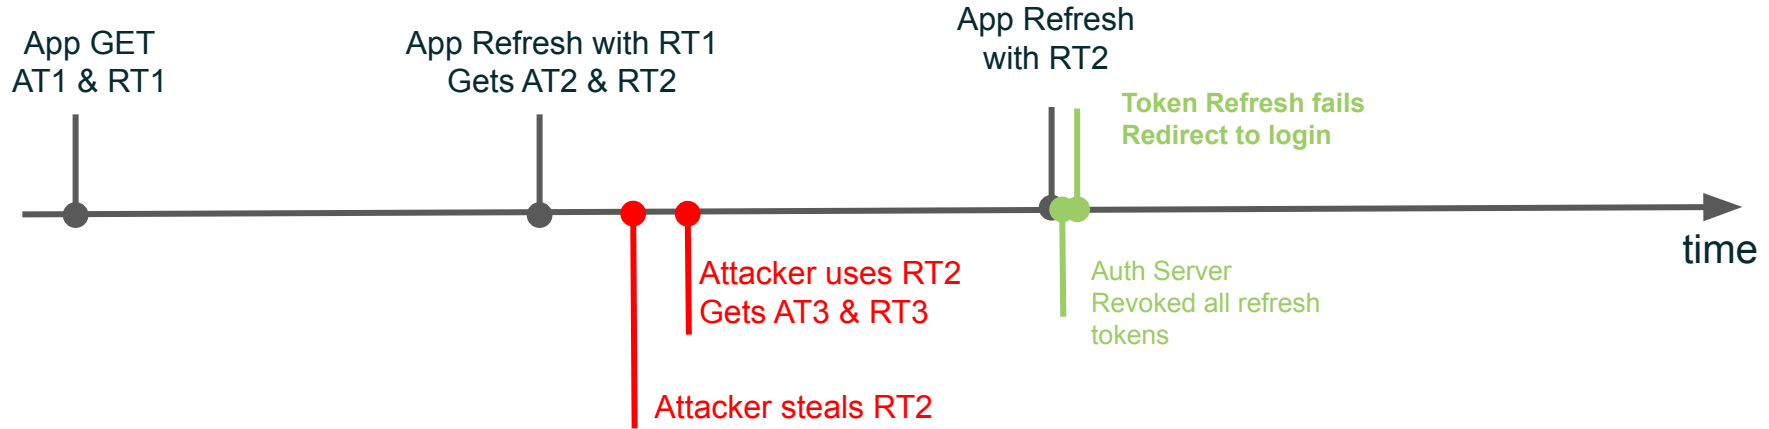 App GET
AT1 & RT1
App Refresh with RT1
Gets AT2 & RT2
App Refresh
with RT2
Token Refresh fails
Redirect to login
time
Attacker uses RT2
Gets AT3 & RT3
Auth Server
Revoked all refresh
tokens
Attacker steals RT2